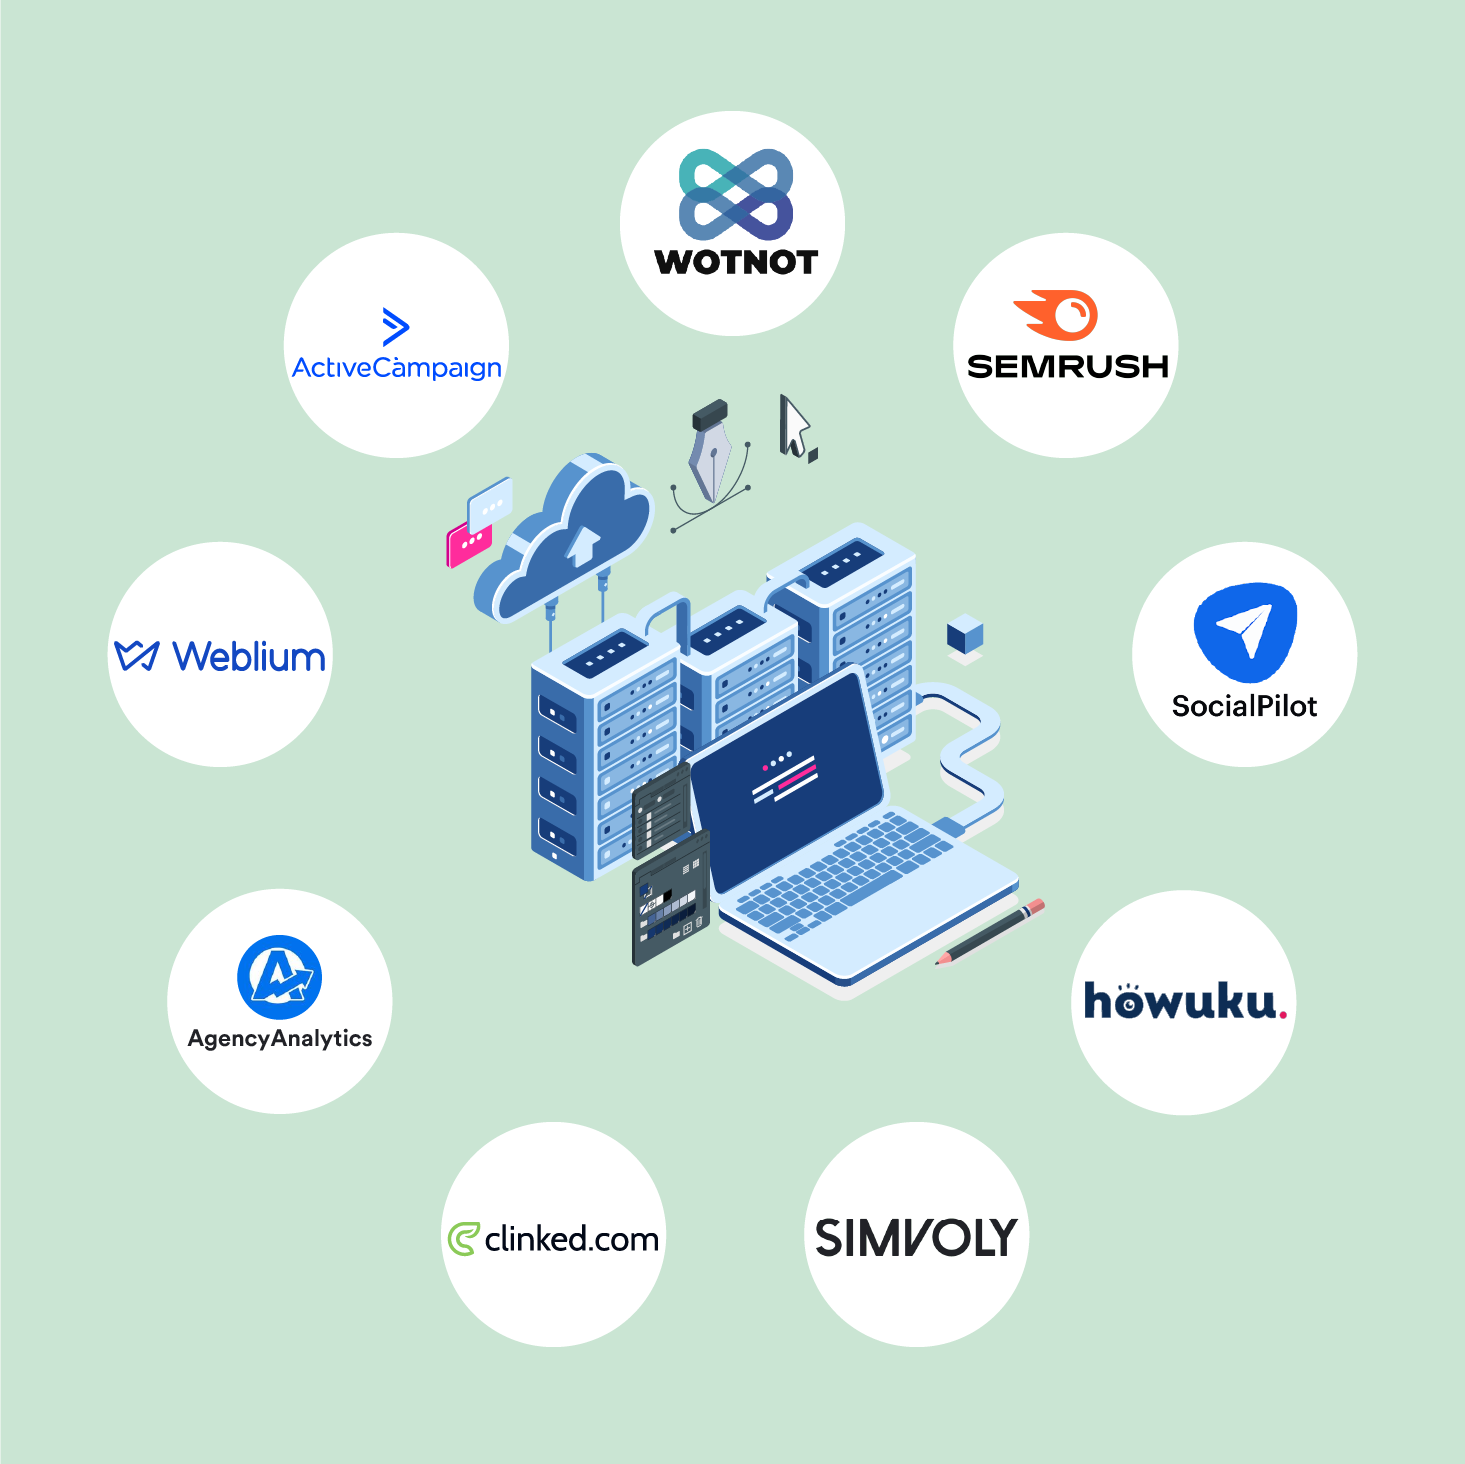 WOTNOT
ActiveCampaign
SEMRUSH
Weblium
SocialPilot
AgencyAnalytics
howuku.
clinked.com
SIMVOLY